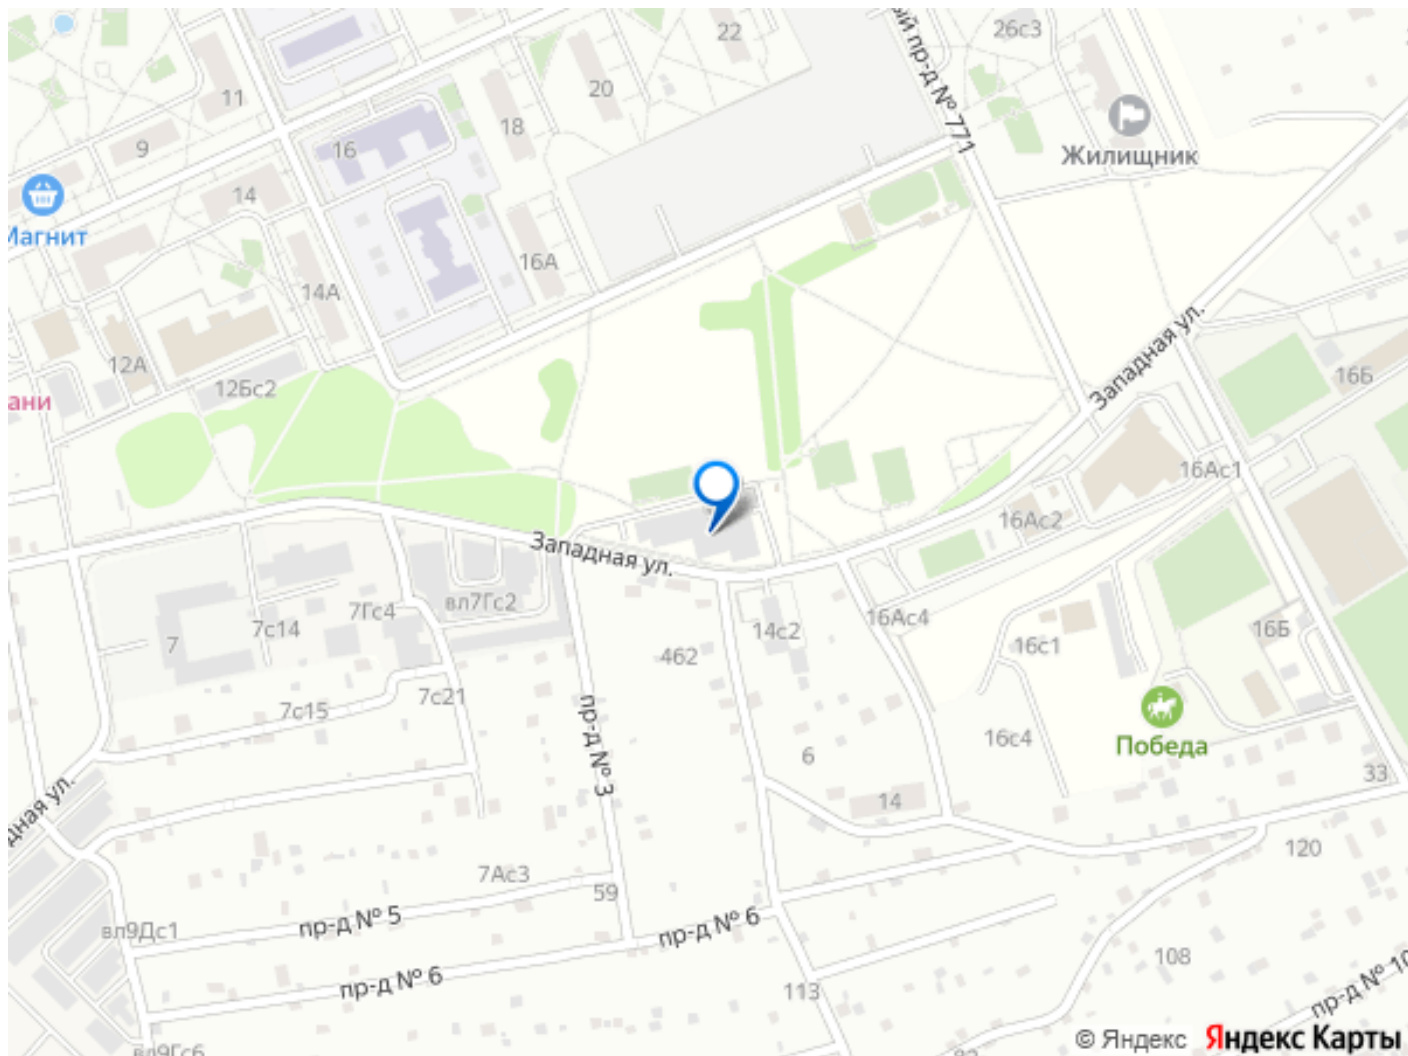 22
26с3
ый пр-д № 771
20
11
18
16
9
Жилищник
14
Магнит
16А
14А
Западная ул.
12А
12Бс2
16Б
ани
16Ас1
16Ас2
Западная ул.
7Гс4
вл7Гс2
7с14
7
14с2
16Ас4
16Б
16с1
462
7с21
7с15
пр-д № 3
16с4
Победа
6
33
дная ул.
14
120
7Ас3
59
вл9Дс1
пр-д № 5
пр-д № 6
108
пр-д № 6
113
пр-д № 10
вл9Гс6
© Яндекс Яндекс Карты